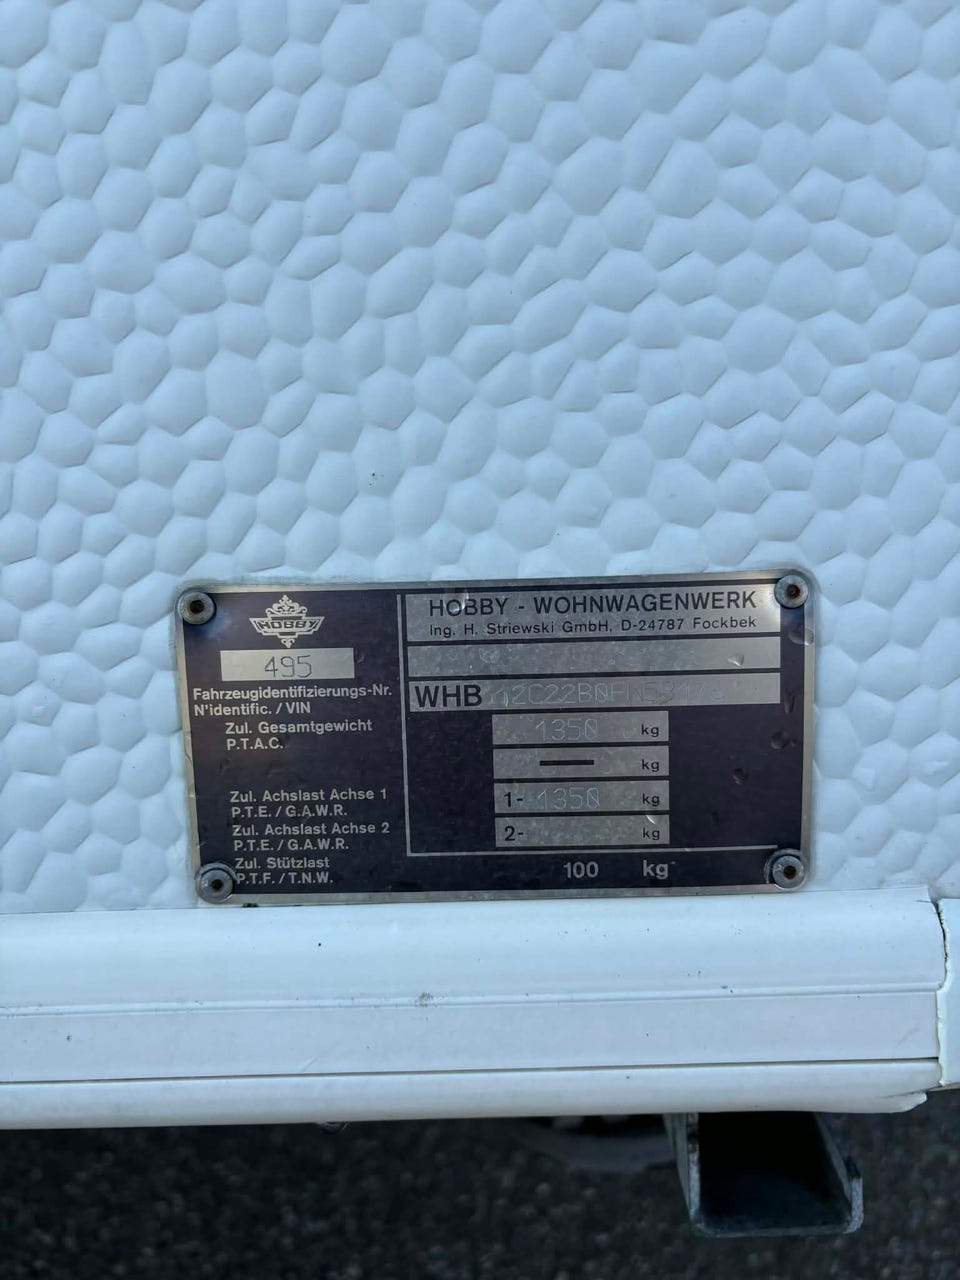 HOBBY
495
Fahrzeugidentifizierungs-Nr.
N'identific. / VIN
Zul. Gesamtgewicht
P.T.A.C.
Zul. Achslast Achse 1
P.T.E. / G.A.W.R.
Zul. Achslast Achse 2
P.T.E. / G.A.W.R.
Zul. Stützlast
P.T.F. / T.N.W.
HOBBY - WOHNWAGENWERK
Ing. H. Striewski GmbH, D-24787 Fockbek
WHB
1350 kg
— kg
1- 1350 kg
2- kg
100 kg